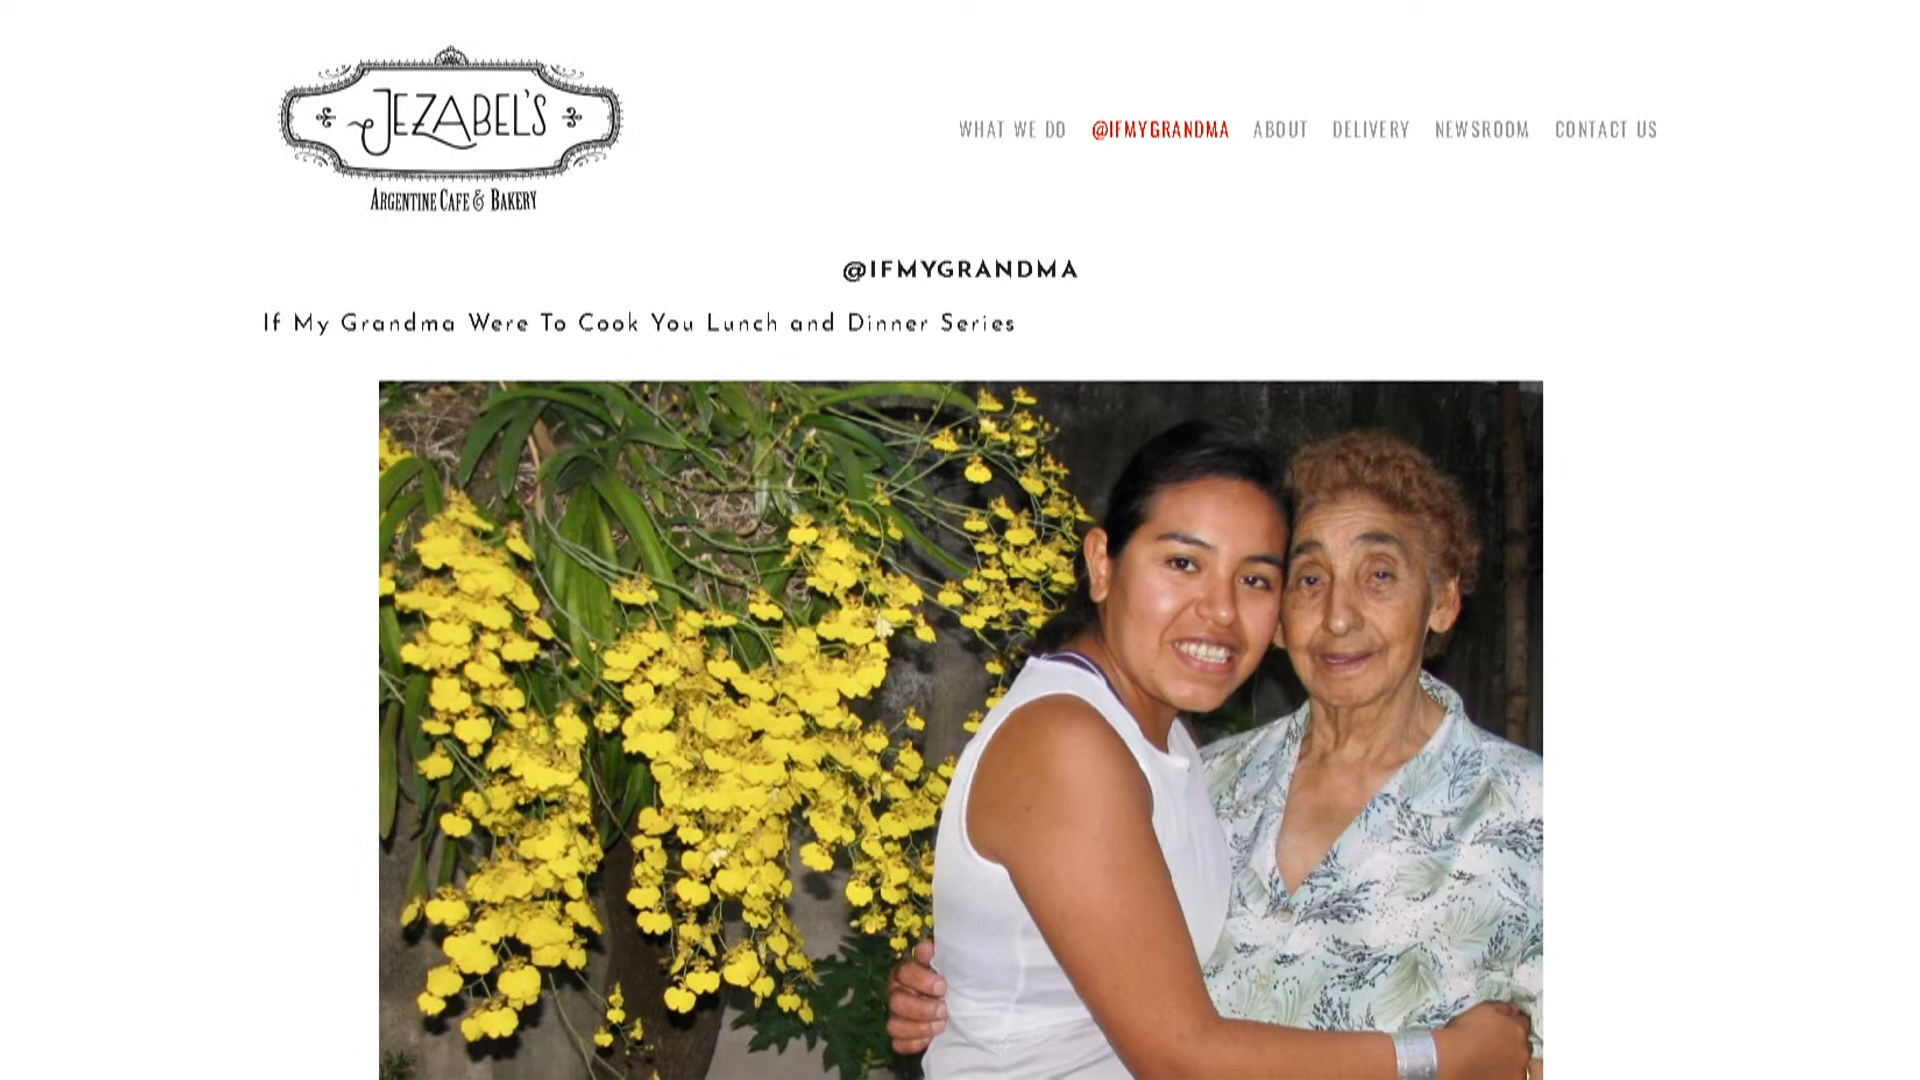 JEZABEL'S
ARGENTINE CAFE & BAKERY
WHAT WE DO @IFMYGRANDMA ABOUT DELIVERY NEWSROOM CONTACT US
@IFMYGRANDMA
If My Grandma Were To Cook You Lunch and Dinner Series